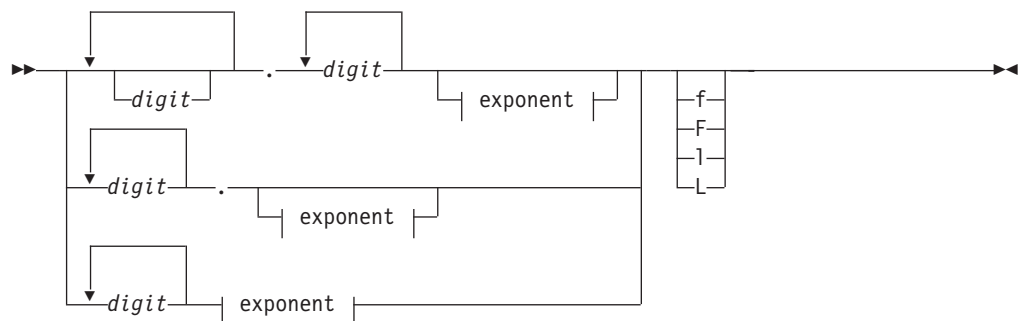 . digit
digit exponent f
F
digit . l
exponent L
digit exponent